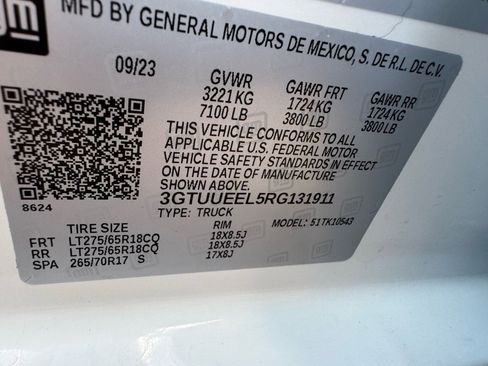 gm
MFD BY GENERAL MOTORS DE MEXICO, S. DE R.L. DE C.V.
09/23 GVWR GAWR FRT GAWR RR
3221 KG 1724 KG 1724 KG
7100 LB 3800 LB 3800 LB
THIS VEHICLE CONFORMS TO ALL
APPLICABLE U.S. FEDERAL MOTOR
VEHICLE SAFETY STANDARDS IN EFFECT
ON THE DATE OF MANUFACTURE SHOWN ABOVE.
8624 3GTUUEEL5RG131911
TYPE: TRUCK MODEL: 51TK10543
TIRE SIZE RIM
FRT LT275/65R18CQ 18X8.5J
RR LT275/65R18CQ 18X8.5J
SPA 265/70R17 S 17X8J